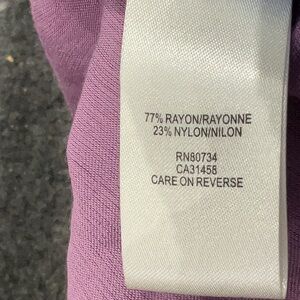 77% RAYON/RAYONNE
23% NYLON/NILON
RN80734
CA31458
CARE ON REVERSE